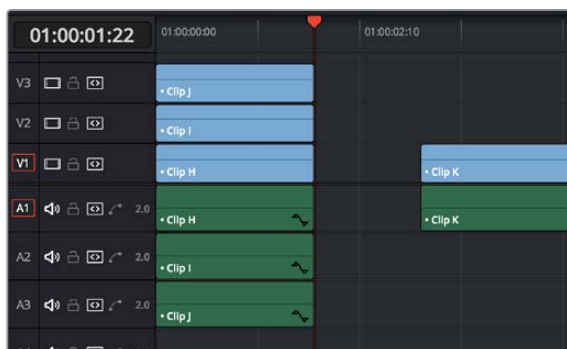 01:00:01:22
01:00:00:00
01:00:02:10
V3
• Clip J
V2
• Clip I
V1
• Clip H
• Clip K
A1
2.0
• Clip H
• Clip K
A2
2.0
• Clip I
A3
2.0
• Clip J